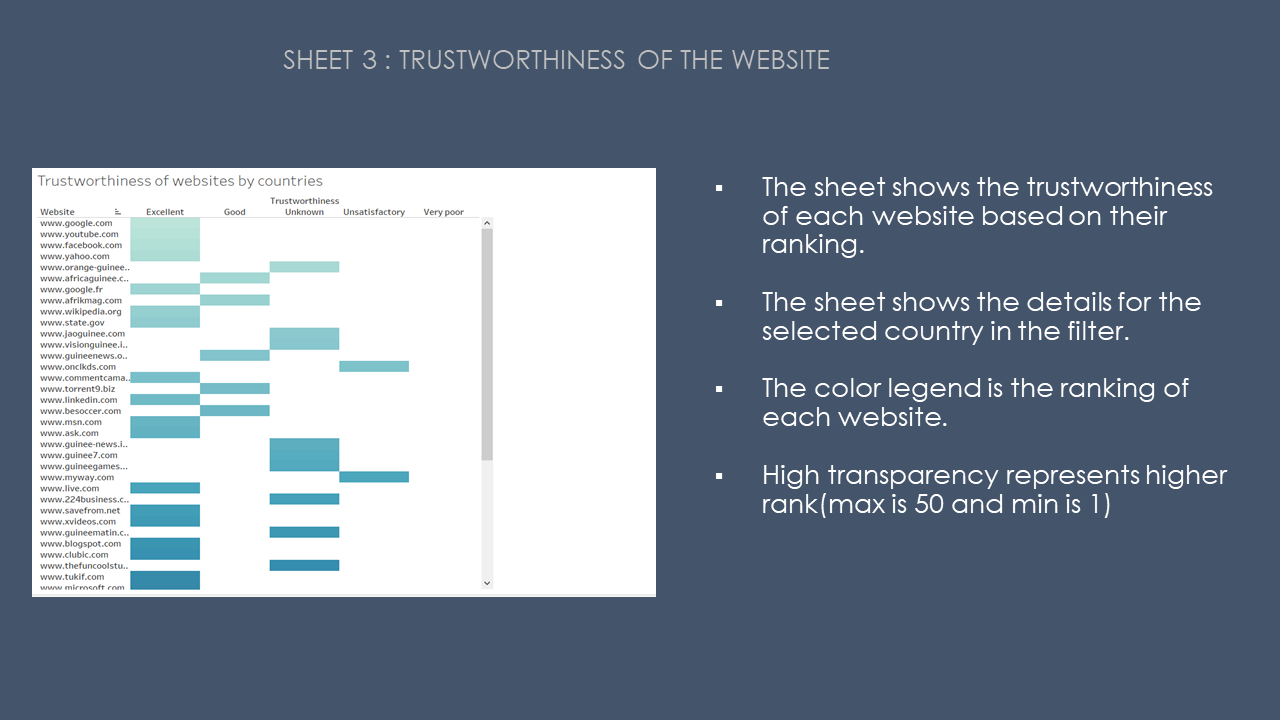 SHEET 3 : TRUSTWORTHINESS OF THE WEBSITE
Trustworthiness of websites by countries
Trustworthiness
Website Excellent Good Unknown Unsatisfactory Very poor
www.google.com
www.youtube.com
www.facebook.com
www.yahoo.com
www.orange-guinee..
www.africaguinee.c..
www.google.fr
www.afrikmag.com
www.wikipedia.org
www.state.gov
www.jaoguinee.com
www.visionguinee.i..
www.guineenews.o..
www.onclkds.com
www.commentcama..
www.torrent9.biz
www.linkedin.com
www.besoccer.com
www.msn.com
www.ask.com
www.guinee-news.i..
www.guinee7.com
www.guineegames...
www.myway.com
www.live.com
www.224business.c..
www.savefrom.net
www.xvideos.com
www.guineematin.c..
www.blogspot.com
www.clubic.com
www.thefuncoolstu..
www.tukif.com
www.microsoft.com
▪ The sheet shows the trustworthiness
of each website based on their
ranking.
▪ The sheet shows the details for the
selected country in the filter.
▪ The color legend is the ranking of
each website.
▪ High transparency represents higher
rank(max is 50 and min is 1)